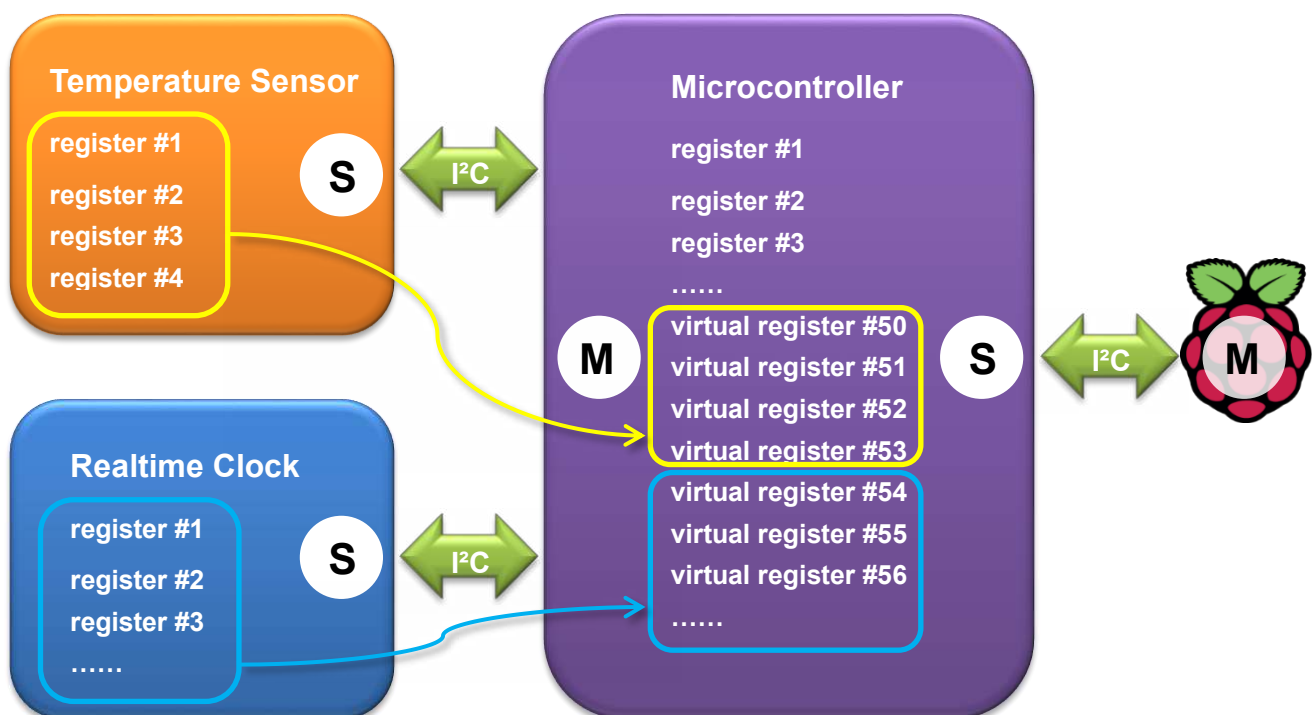 Temperature Sensor
register #1
register #2
register #3
register #4
S
I²C
Realtime Clock
register #1
register #2
register #3
......
S
I²C
Microcontroller
register #1
register #2
register #3
......
M
virtual register #50
virtual register #51
virtual register #52
virtual register #53
virtual register #54
virtual register #55
virtual register #56
......
S
I²C
M